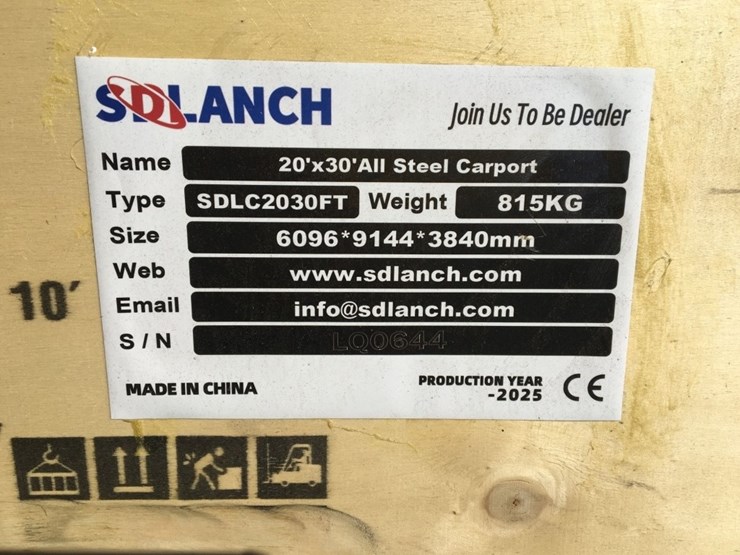 SDLANCH
Join Us To Be Dealer
Name 20'x30'All Steel Carport
Type SDLC2030FT Weight 815KG
Size 6096*9144*3840mm
Web www.sdlanch.com
Email info@sdlanch.com
S / N LQ0644
10'
MADE IN CHINA
PRODUCTION YEAR
-2025
CE